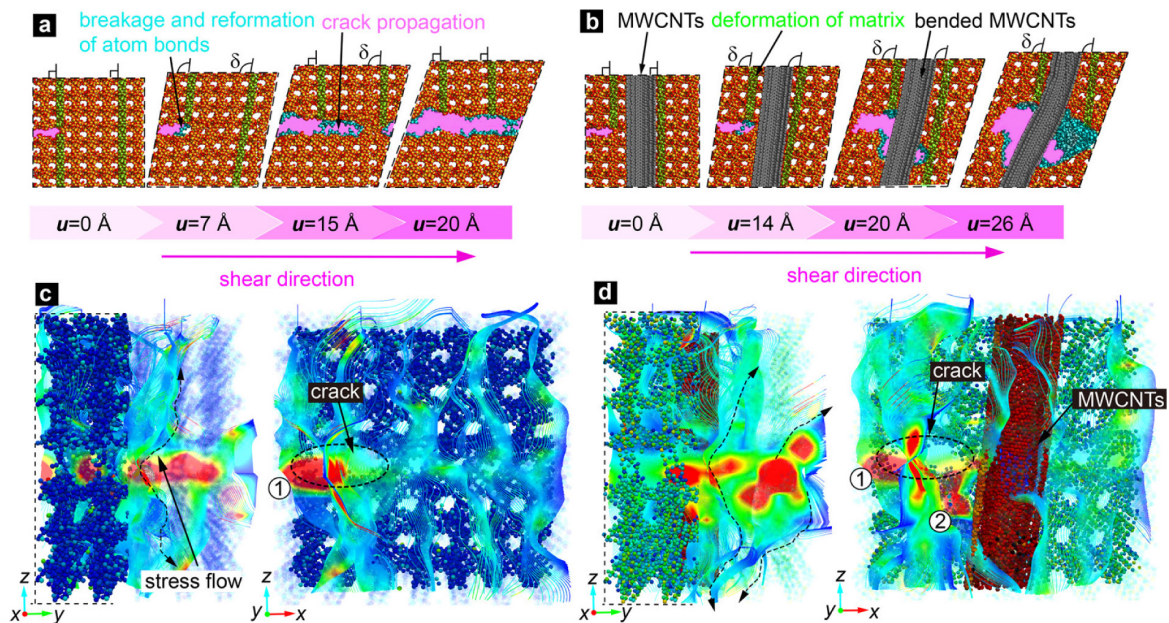 a
breakage and reformation
of atom bonds
crack propagation
δ
δ
δ
u=0 Å
u=7 Å
u=15 Å
u=20 Å
shear direction
b
MWCNTs
deformation of matrix
bended MWCNTs
δ
δ
δ
u=0 Å
u=14 Å
u=20 Å
u=26 Å
shear direction
c
crack
①
stress flow
z
x
y
z
y
x
d
crack
MWCNTs
①
②
z
x
y
z
y
x